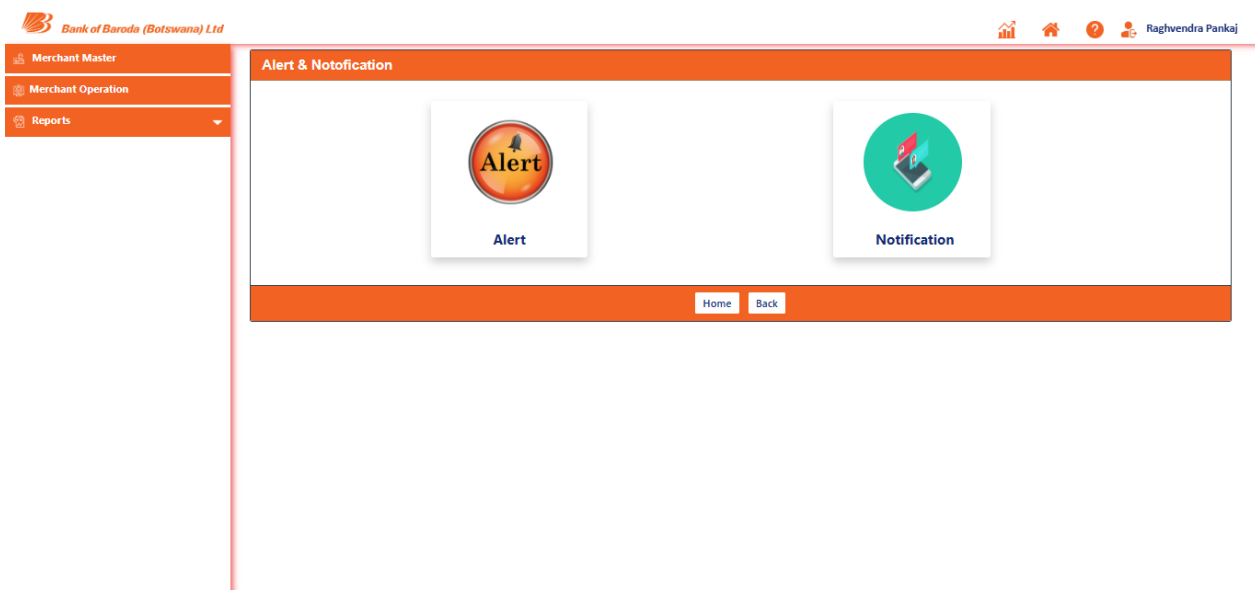 Bank of Baroda (Botswana) Ltd
Raghvendra Pankaj
Merchant Master
Merchant Operation
Reports
Alert & Notofication
Alert
Alert
Notification
Home
Back